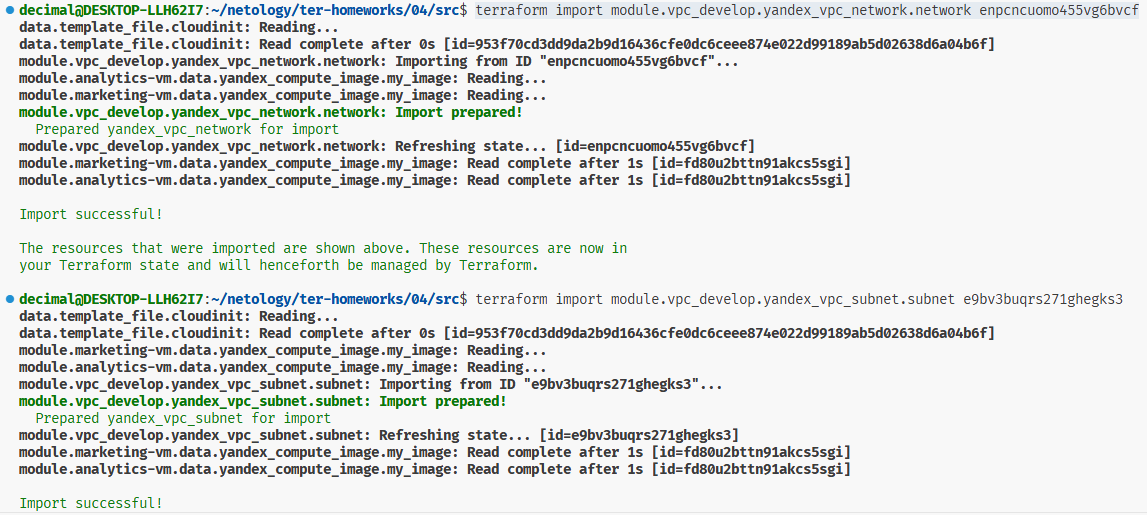 decimal@DESKTOP-LLH62I7:~/netology/ter-homeworks/04/src$ terraform import module.vpc_develop.yandex_vpc_network.network enpcncuomo455vg6bvcf
data.template_file.cloudinit: Reading...
data.template_file.cloudinit: Read complete after 0s [id=953f70cd3dd9da2b9d16436cfe0dc6ceee874e022d99189ab5d02638d6a04b6f]
module.vpc_develop.yandex_vpc_network.network: Importing from ID "enpcncuomo455vg6bvcf"...
module.analytics-vm.data.yandex_compute_image.my_image: Reading...
module.marketing-vm.data.yandex_compute_image.my_image: Reading...
module.vpc_develop.yandex_vpc_network.network: Import prepared!
  Prepared yandex_vpc_network for import
module.vpc_develop.yandex_vpc_network.network: Refreshing state... [id=enpcncuomo455vg6bvcf]
module.marketing-vm.data.yandex_compute_image.my_image: Read complete after 1s [id=fd80u2bttn91akcs5sgi]
module.analytics-vm.data.yandex_compute_image.my_image: Read complete after 1s [id=fd80u2bttn91akcs5sgi]
Import successful!
The resources that were imported are shown above. These resources are now in
your Terraform state and will henceforth be managed by Terraform.
decimal@DESKTOP-LLH62I7:~/netology/ter-homeworks/04/src$ terraform import module.vpc_develop.yandex_vpc_subnet.subnet e9bv3buqrs271ghegks3
data.template_file.cloudinit: Reading...
data.template_file.cloudinit: Read complete after 0s [id=953f70cd3dd9da2b9d16436cfe0dc6ceee874e022d99189ab5d02638d6a04b6f]
module.marketing-vm.data.yandex_compute_image.my_image: Reading...
module.analytics-vm.data.yandex_compute_image.my_image: Reading...
module.vpc_develop.yandex_vpc_subnet.subnet: Importing from ID "e9bv3buqrs271ghegks3"...
module.vpc_develop.yandex_vpc_subnet.subnet: Import prepared!
  Prepared yandex_vpc_subnet for import
module.vpc_develop.yandex_vpc_subnet.subnet: Refreshing state... [id=e9bv3buqrs271ghegks3]
module.marketing-vm.data.yandex_compute_image.my_image: Read complete after 1s [id=fd80u2bttn91akcs5sgi]
module.analytics-vm.data.yandex_compute_image.my_image: Read complete after 1s [id=fd80u2bttn91akcs5sgi]
Import successful!